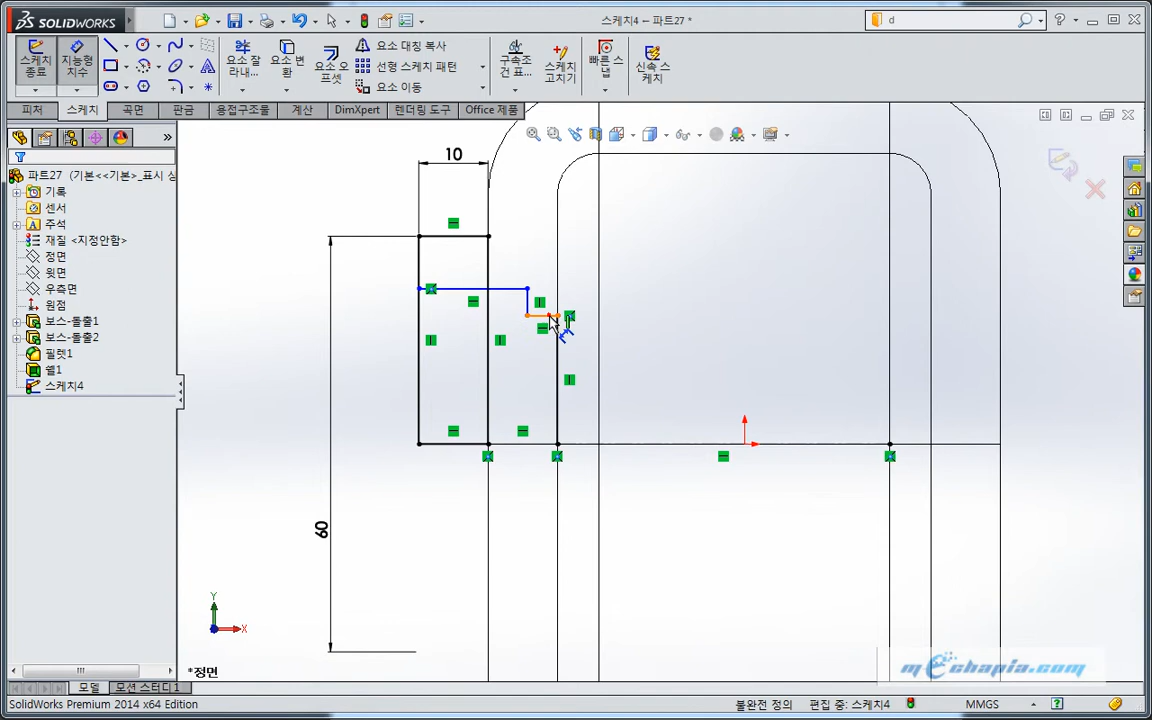 SOLIDWORKS
스케치4 – 파트27 *
d
스케치 종료
지능형 치수
요소 잘라내...
요소 변환
요소 오프셋
요소 대칭 복사
선형 스케치 패턴
요소 이동
구속조건 표...
스케치 고치기
빠른 스냅
신속 스케치
피처
스케치
곡면
판금
용접구조물
계산
DimXpert
렌더링 도구
Office 제품
파트27 (기본<<기본>_표시 상
기록
센서
주석
재질 <지정안함>
정면
윗면
우측면
원점
보스-돌출1
보스-돌출2
필렛1
쉘1
스케치4
10
60
Y
X
*정면
mechapia.com
모델
모션 스터디 1
SolidWorks Premium 2014 x64 Edition
불완전 정의
편집 중: 스케치4
MMGS